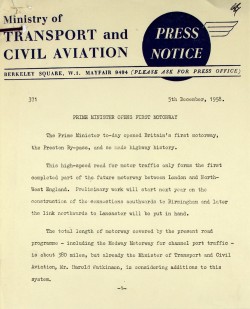 Ministry of
TRANSPORT and
CIVIL AVIATION
PRESS
NOTICE
BERKELEY SQUARE, W.1. MAYFAIR 9494 (PLEASE ASK FOR PRESS OFFICE)
371
5th December, 1958.
PRIME MINISTER OPENS FIRST MOTORWAY
The Prime Minister to-day opened Britain's first motorway,
the Preston By-pass, and so made highway history.
This high-speed road for motor traffic only forms the first
completed part of the future motorway between London and North-
West England. Preliminary work will start next year on the
construction of the connections southwards to Birmingham and later
the link northwards to Lancaster will be put in hand.
The total length of motorway covered by the present road
programme - including the Medway Motorway for channel port traffic -
is about 380 miles, but already the Minister of Transport and Civil
Aviation, Mr. Harold Watkinson, is considering additions to this
system.